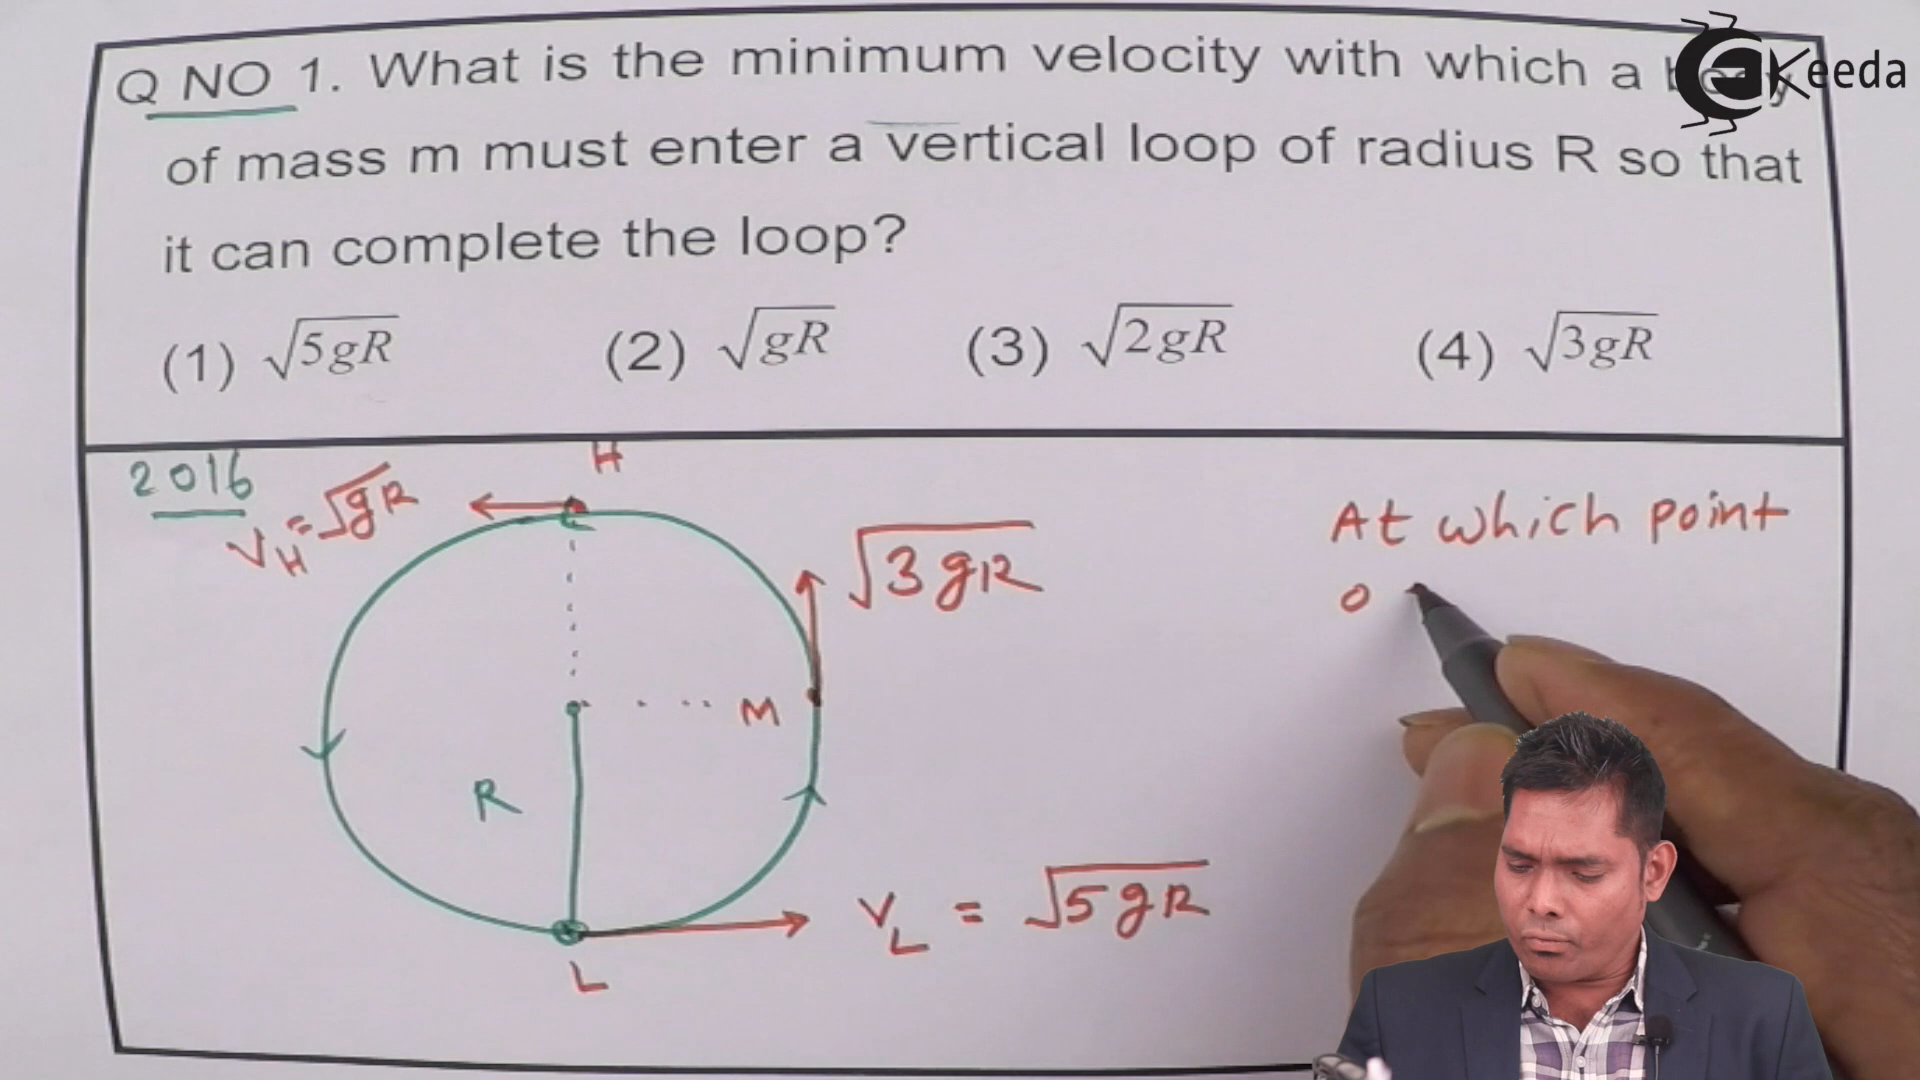 Q NO 1. What is the minimum velocity with which a
of mass m must enter a vertical loop of radius R so that
it can complete the loop?
(1) √5gR (2) √gR (3) √2gR (4) √3gR
Keeda
2016
H
V_H = √gR
√3gR
M
R
V_L = √5gR
L
At which point
o